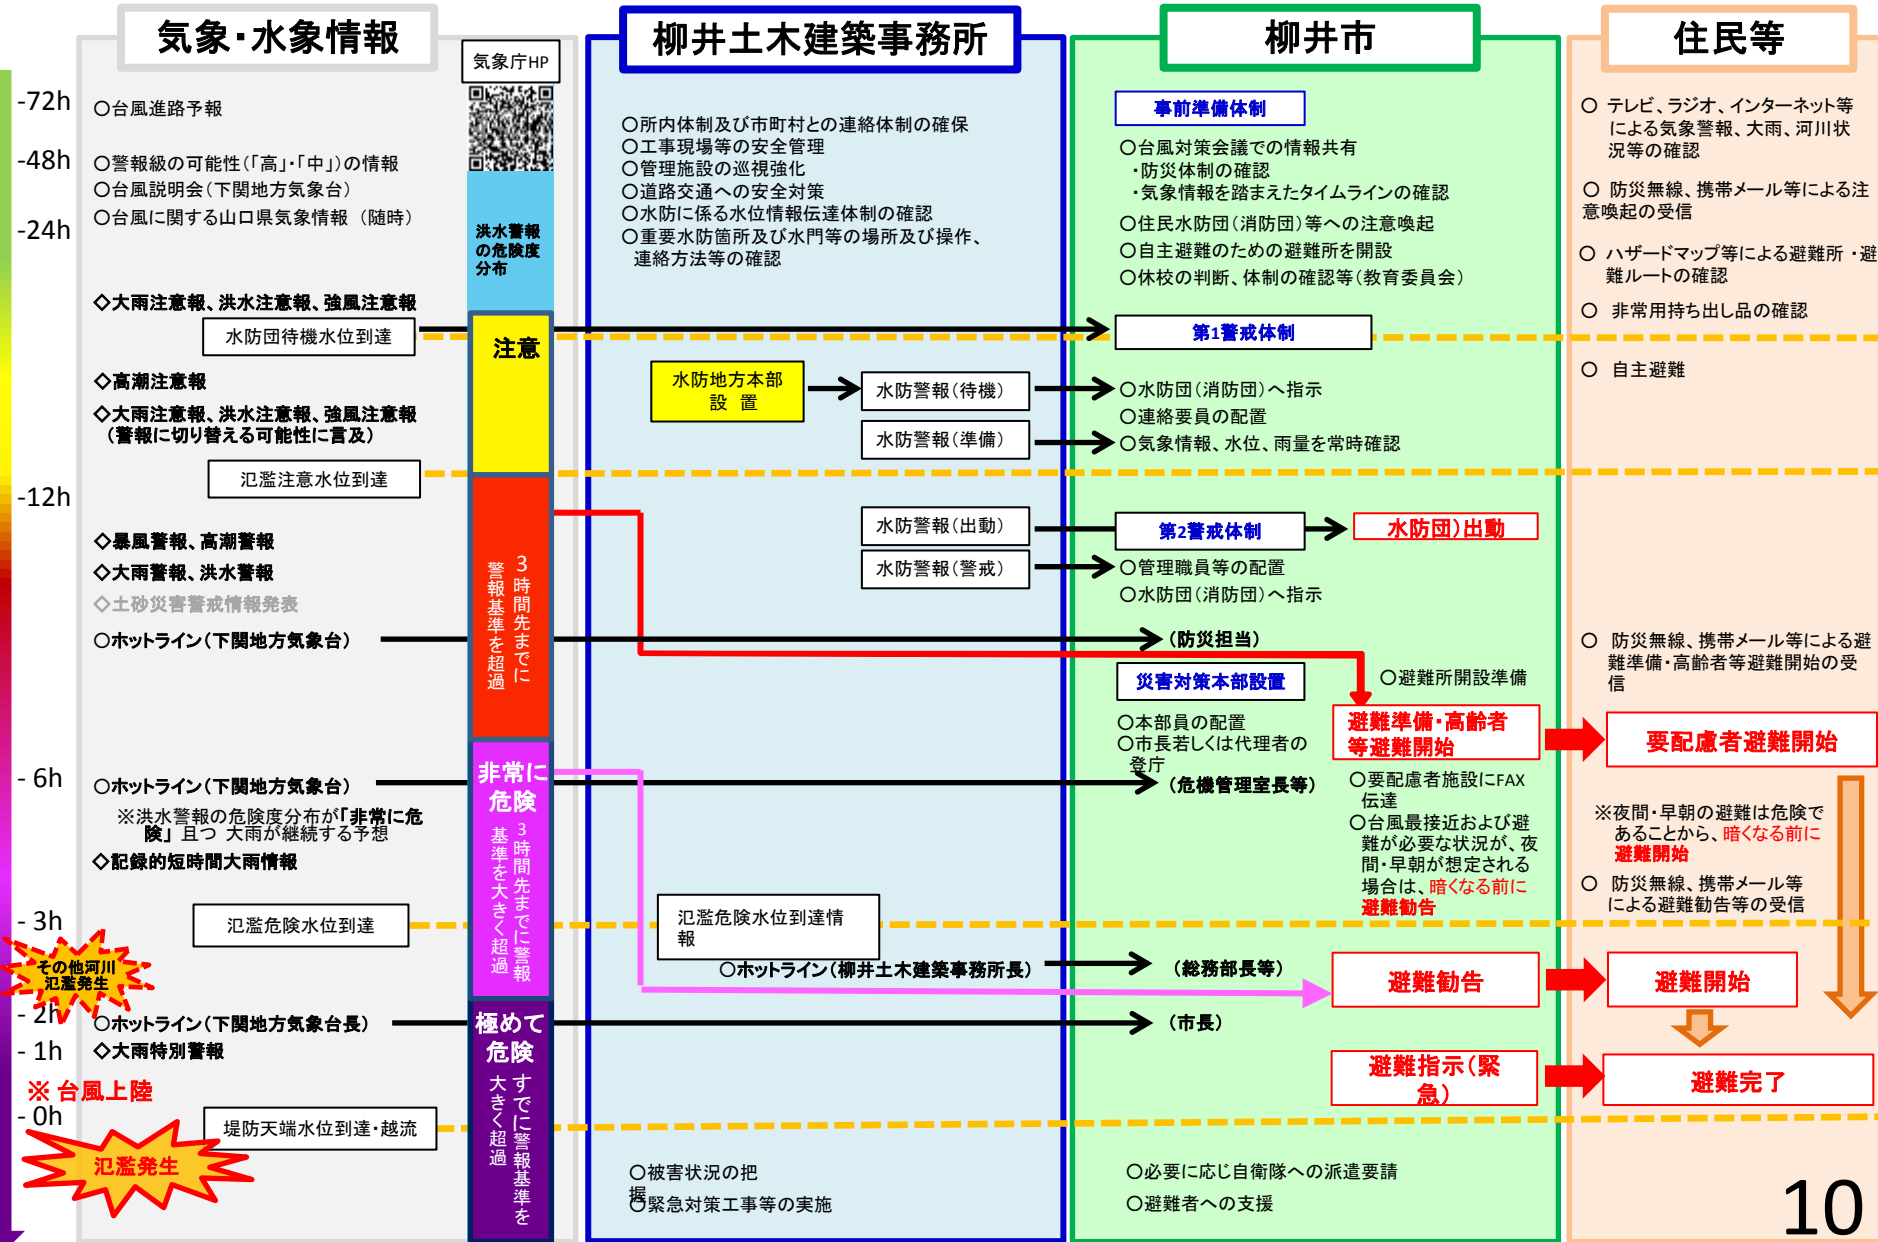 気象・水象情報
柳井土木建築事務所
柳井市
住民等
気象庁HP
-72h
-48h
-24h
-12h
- 6h
- 3h
- 2h
- 1h
- 0h
○台風進路予報
○警報級の可能性(「高」・「中」)の情報
○台風説明会(下関地方気象台)
○台風に関する山口県気象情報 (随時)
◇大雨注意報、洪水注意報、強風注意報
水防団待機水位到達
◇高潮注意報
◇大雨注意報、洪水注意報、強風注意報
(警報に切り替える可能性に言及)
氾濫注意水位到達
◇暴風警報、高潮警報
◇大雨警報、洪水警報
◇土砂災害警戒情報発表
○ホットライン(下関地方気象台)
○ホットライン(下関地方気象台)
※洪水警報の危険度分布が「非常に危
険」且つ 大雨が継続する予想
◇記録的短時間大雨情報
氾濫危険水位到達
その他河川
氾濫発生
○ホットライン(下関地方気象台長)
◇大雨特別警報
※ 台風上陸
堤防天端水位到達・越流
氾濫発生
洪水警報
の危険度
分布
注意
3時間先までに
警報基準を超過
非常に
危険
3時間先までに警報
基準を大きく超過
極めて
危険
すでに警報基準を
大きく超過
○所内体制及び市町村との連絡体制の確保
○工事現場等の安全管理
○管理施設の巡視強化
○道路交通への安全対策
○水防に係る水位情報伝達体制の確認
○重要水防箇所及び水門等の場所及び操作、
連絡方法等の確認
水防地方本部
設 置
水防警報(待機)
水防警報(準備)
水防警報(出動)
水防警報(警戒)
氾濫危険水位到達情
報
○ホットライン(柳井土木建築事務所長)
○被害状況の把
握
○緊急対策工事等の実施
事前準備体制
○台風対策会議での情報共有
・防災体制の確認
・気象情報を踏まえたタイムラインの確認
○住民水防団(消防団)等への注意喚起
○自主避難のための避難所を開設
○休校の判断、体制の確認等(教育委員会)
第1警戒体制
○水防団(消防団)へ指示
○連絡要員の配置
○気象情報、水位、雨量を常時確認
第2警戒体制
水防団)出動
○管理職員等の配置
○水防団(消防団)へ指示
(防災担当)
災害対策本部設置
○避難所開設準備
○本部員の配置
○市長若しくは代理者の
登庁
避難準備・高齢者
等避難開始
(危機管理室長等)
○要配慮者施設にFAX
伝達
○台風最接近および避
難が必要な状況が、夜
間・早朝が想定される
場合は、暗くなる前に
避難勧告
(総務部長等)
避難勧告
(市長)
避難指示(緊
急)
○必要に応じ自衛隊への派遣要請
○避難者への支援
○ テレビ、ラジオ、インターネット等
による気象警報、大雨、河川状
況等の確認
○ 防災無線、携帯メール等による注
意喚起の受信
○ ハザードマップ等による避難所 ・避
難ルートの確認
○ 非常用持ち出し品の確認
○ 自主避難
○ 防災無線、携帯メール等による避
難準備・高齢者等避難開始の受
信
要配慮者避難開始
※夜間・早朝の避難は危険で
あることから、暗くなる前に
避難開始
○ 防災無線、携帯メール等
による避難勧告等の受信
避難開始
避難完了
10